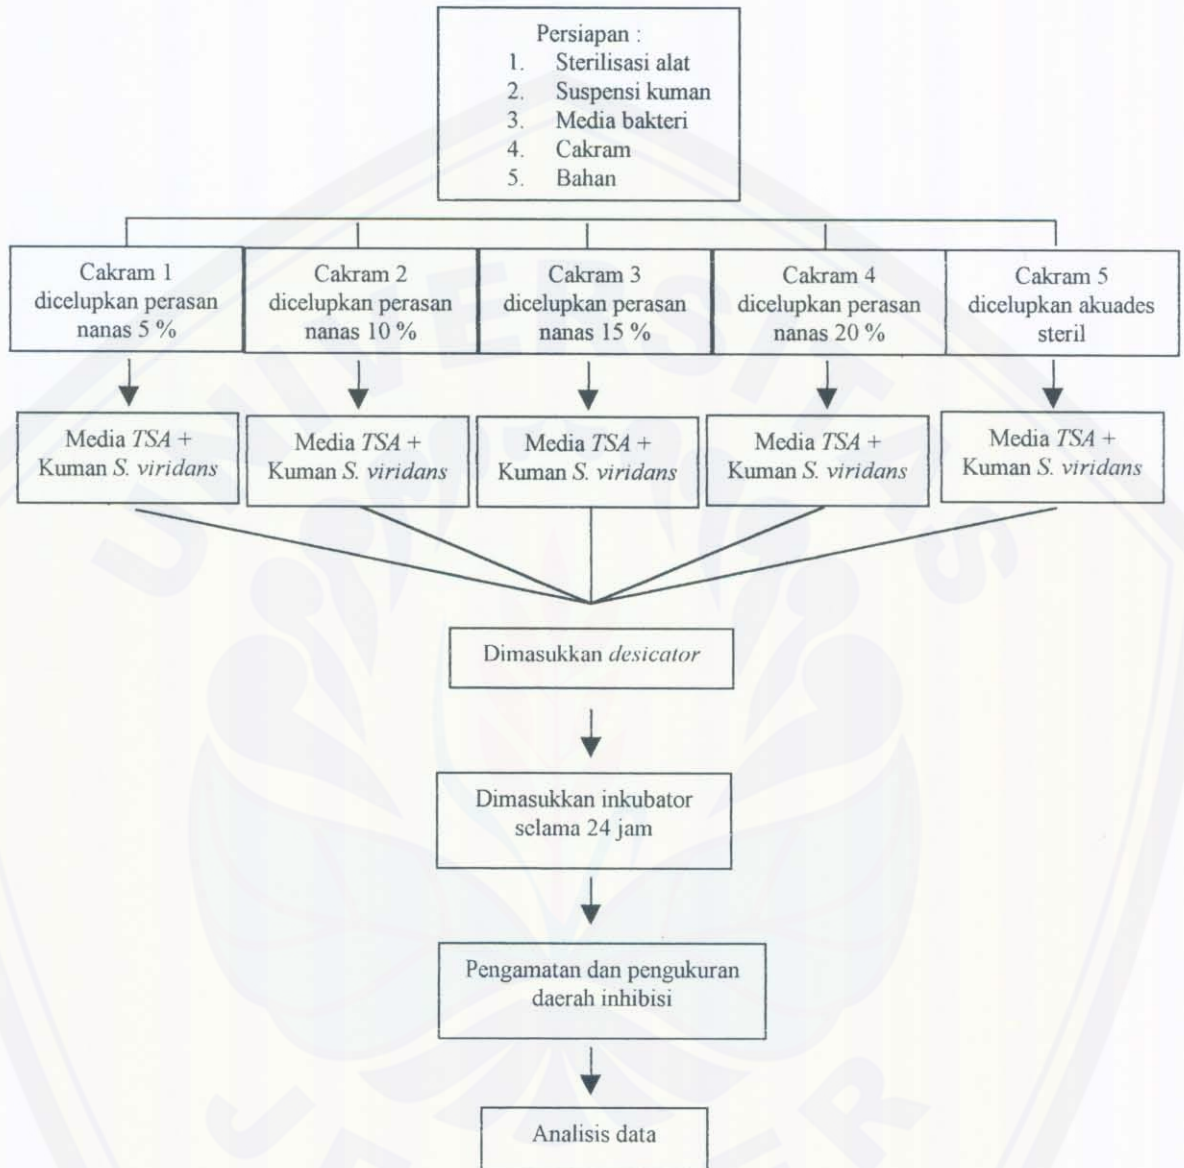 Persiapan :
1. Sterilisasi alat
2. Suspensi kuman
3. Media bakteri
4. Cakram
5. Bahan
Cakram 1
dicelupkan perasan
nanas 5 %
Cakram 2
dicelupkan perasan
nanas 10 %
Cakram 3
dicelupkan perasan
nanas 15 %
Cakram 4
dicelupkan perasan
nanas 20 %
Cakram 5
dicelupkan akuades
steril
Media TSA +
Kuman S. viridans
Media TSA +
Kuman S. viridans
Media TSA +
Kuman S. viridans
Media TSA +
Kuman S. viridans
Media TSA +
Kuman S. viridans
Dimasukkan desicator
Dimasukkan inkubator
selama 24 jam
Pengamatan dan pengukuran
daerah inhibisi
Analisis data
UNIVERSITAS
JEMBER